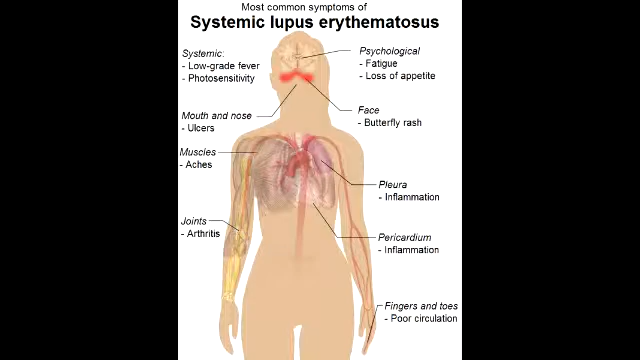 Most common symptoms of
Systemic lupus erythematosus
Systemic:
- Low-grade fever
- Photosensitivity
Psychological
- Fatigue
- Loss of appetite
Mouth and nose
- Ulcers
Face
- Butterfly rash
Muscles
- Aches
Pleura
- Inflammation
Joints
- Arthritis
Pericardium
- Inflammation
Fingers and toes
- Poor circulation